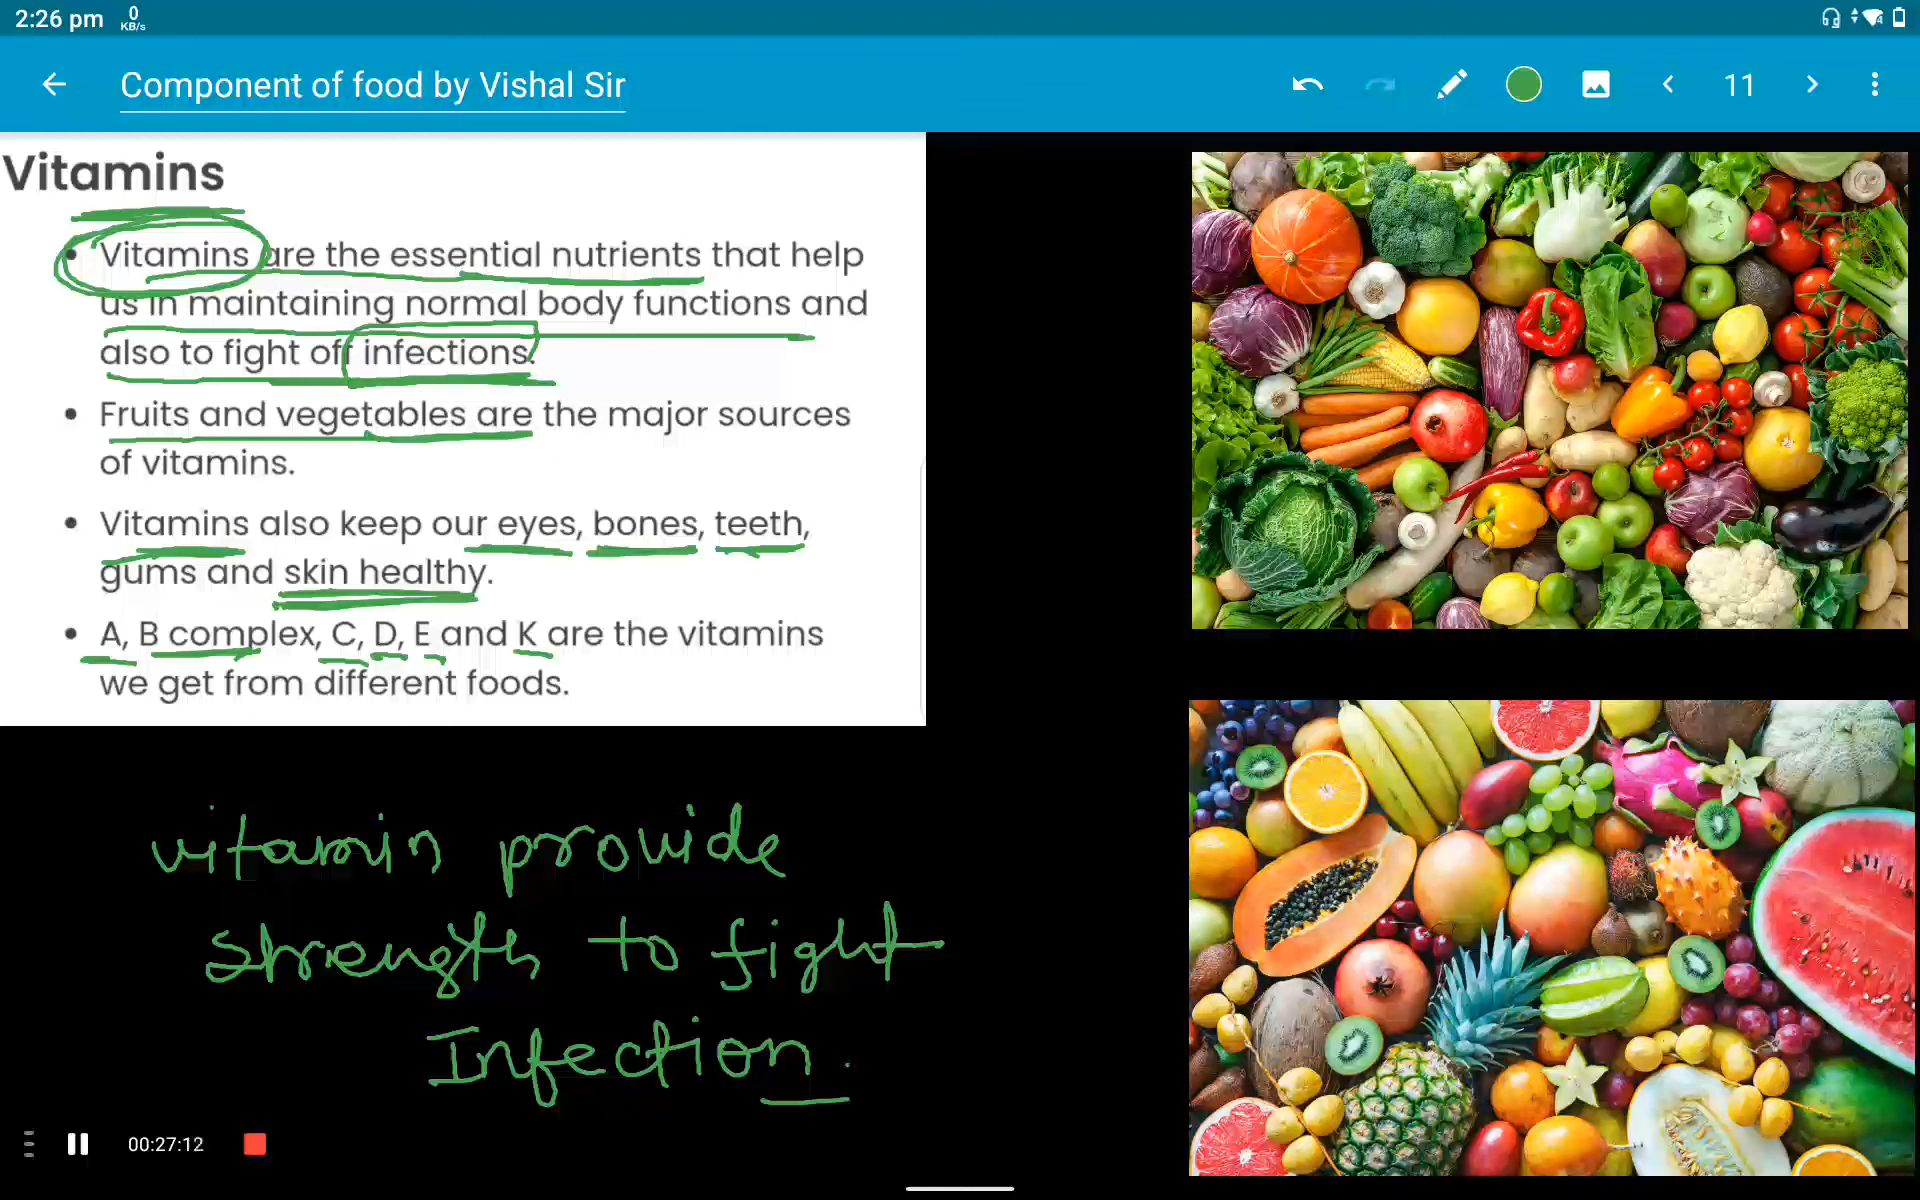 2:26 pm 0 KB/s
Component of food by Vishal Sir 11
Vitamins
• Vitamins are the essential nutrients that help
us in maintaining normal body functions and
also to fight off infections.
• Fruits and vegetables are the major sources
of vitamins.
• Vitamins also keep our eyes, bones, teeth,
gums and skin healthy.
• A, B complex, C, D, E and K are the vitamins
we get from different foods.
vitamin provide
strength to fight
Infection.
00:27:12